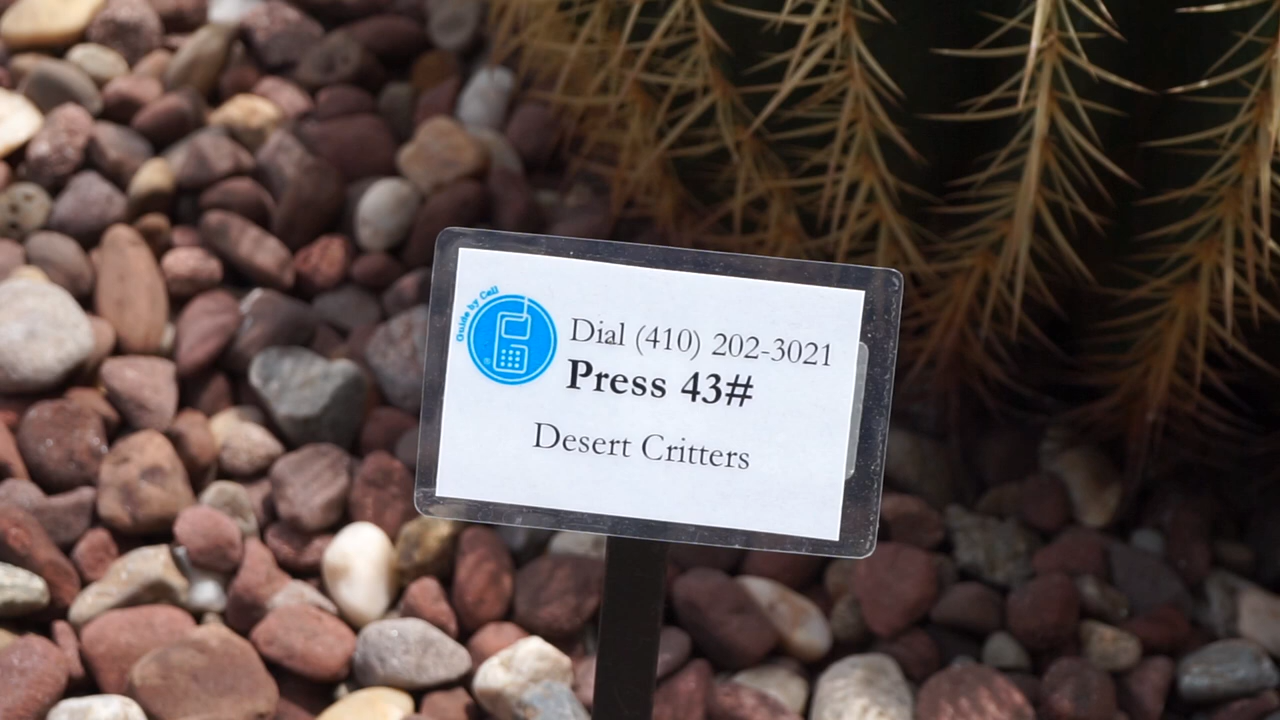 Guide by Cell
®
Dial (410) 202-3021
Press 43#
Desert Critters